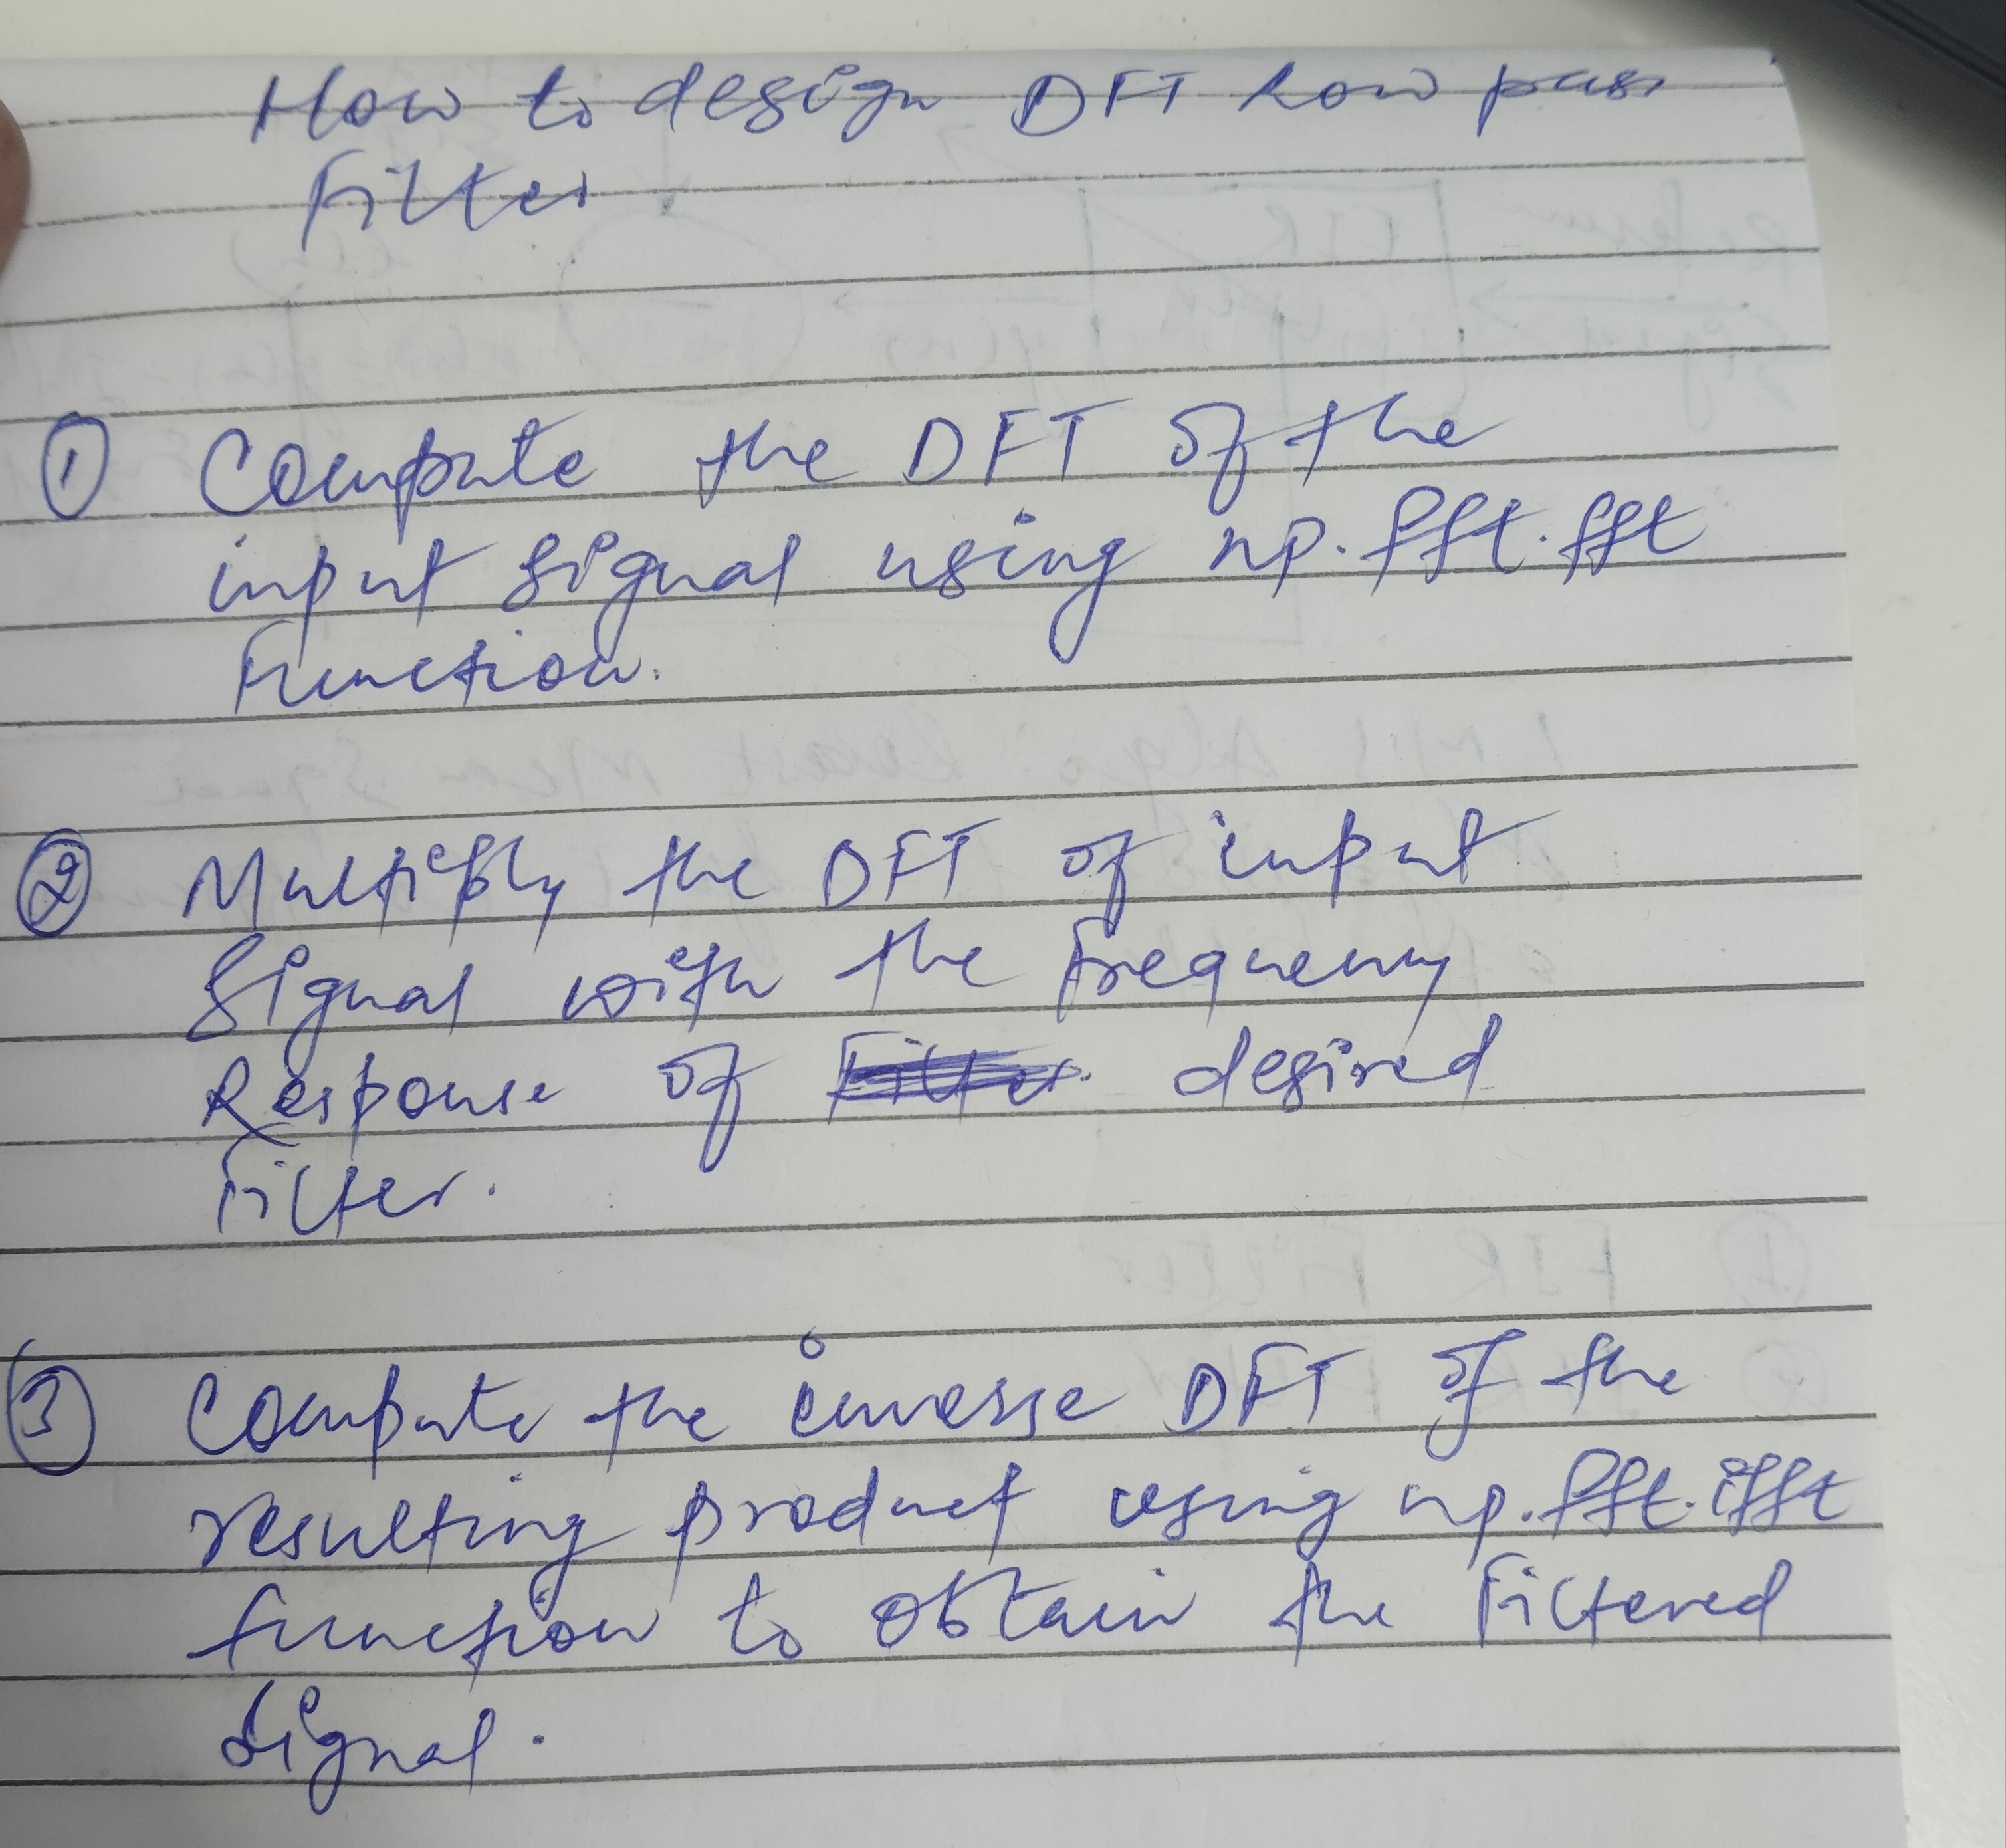 How to design DFT Low pass
Filter
① Compute the DFT of the
input signal using np.fft.fft
Function.
② Multiply the DFT of input
Signal with the frequency
Response of Filter desired
Filter.
③ Compute the inverse DFT of the
resulting product using np.fft.ifft
function to obtain the Filtered
signal.